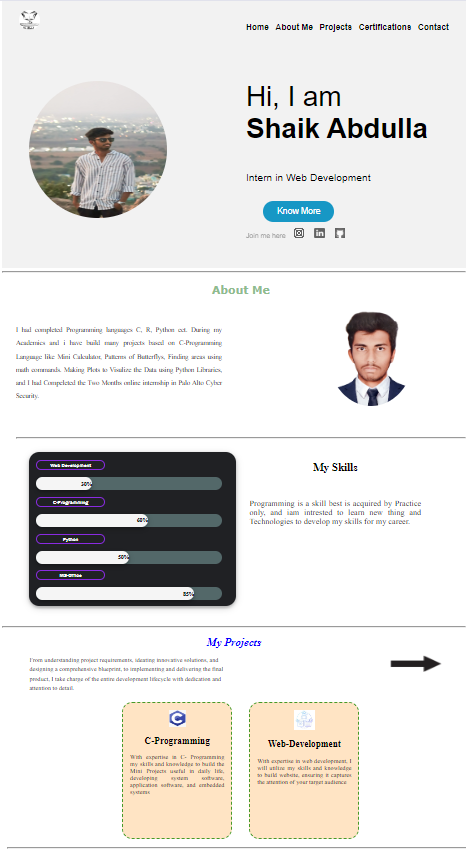 Home About Me Projects Certifications Contact
Hi, I am
Shaik Abdulla
Intern in Web Development
Know More
Join me here
About Me
I had completed Programming languages C, R, Python ect. During my
Academics and i have build many projects based on C-Programming
Language like Mini Calculator, Patterns of Butterflys, Finding areas using
math commands. Making Plots to Visulize the Data using Python Libraries,
and I Had Compeleted the Two Months online internship in Palo Alto Cyber
Security.
Web Development
30%
C-Programming
60%
Python
50%
MS-Office
85%
My Skills
Programming is a skill best is acquired by Practice
only, and iam intrested to learn new thing and
Technologies to develop my skills for my career.
My Projects
From understanding project requirements, ideating innovative solutions, and
designing a comprehensive blueprint, to implementing and delivering the final
product, I take charge of the entire development lifecycle with dedication and
attention to detail.
C-Programming
With expertise in C- Programming
my skills and knowledge to build the
Mini Projects useful in daily life,
developing system software,
application software, and embedded
systems
Web-Development
With expertise in web development, I
will utilize my skills and knowledge
to build website, ensuring it captures
the attention of your target audience